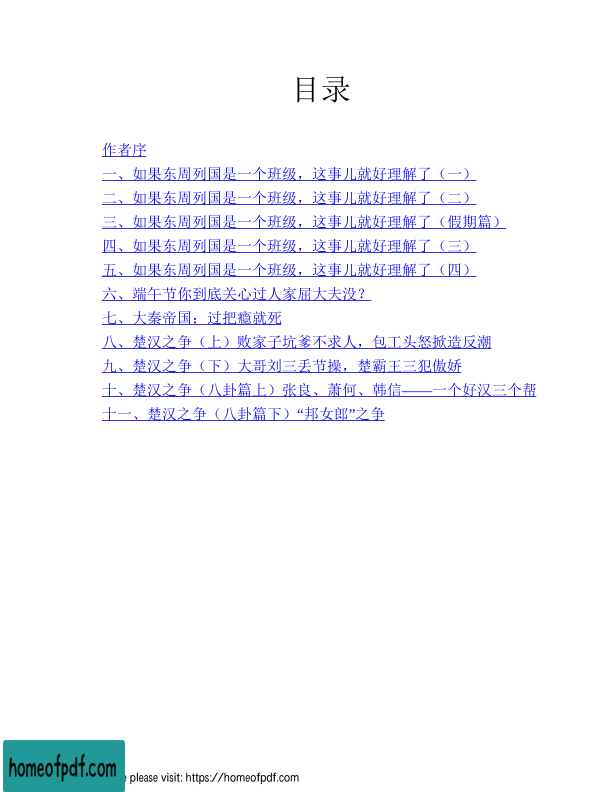 目录
作者序
一、如果东周列国是一个班级，这事儿就好理解了（一）
二、如果东周列国是一个班级，这事儿就好理解了（二）
三、如果东周列国是一个班级，这事儿就好理解了（假期篇）
四、如果东周列国是一个班级，这事儿就好理解了（三）
五、如果东周列国是一个班级，这事儿就好理解了（四）
六、端午节你到底关心过人家屈大夫没？
七、大秦帝国：过把瘾就死
八、楚汉之争（上）败家子坑爹不求人，包工头怒掀造反潮
九、楚汉之争（下）大哥刘三丢节操，楚霸王三犯傲娇
十、楚汉之争（八卦篇上）张良、萧何、韩信——一个好汉三个帮
十一、楚汉之争（八卦篇下）“邦女郎”之争
homeofpdf.com
please visit: https://homeofpdf.com